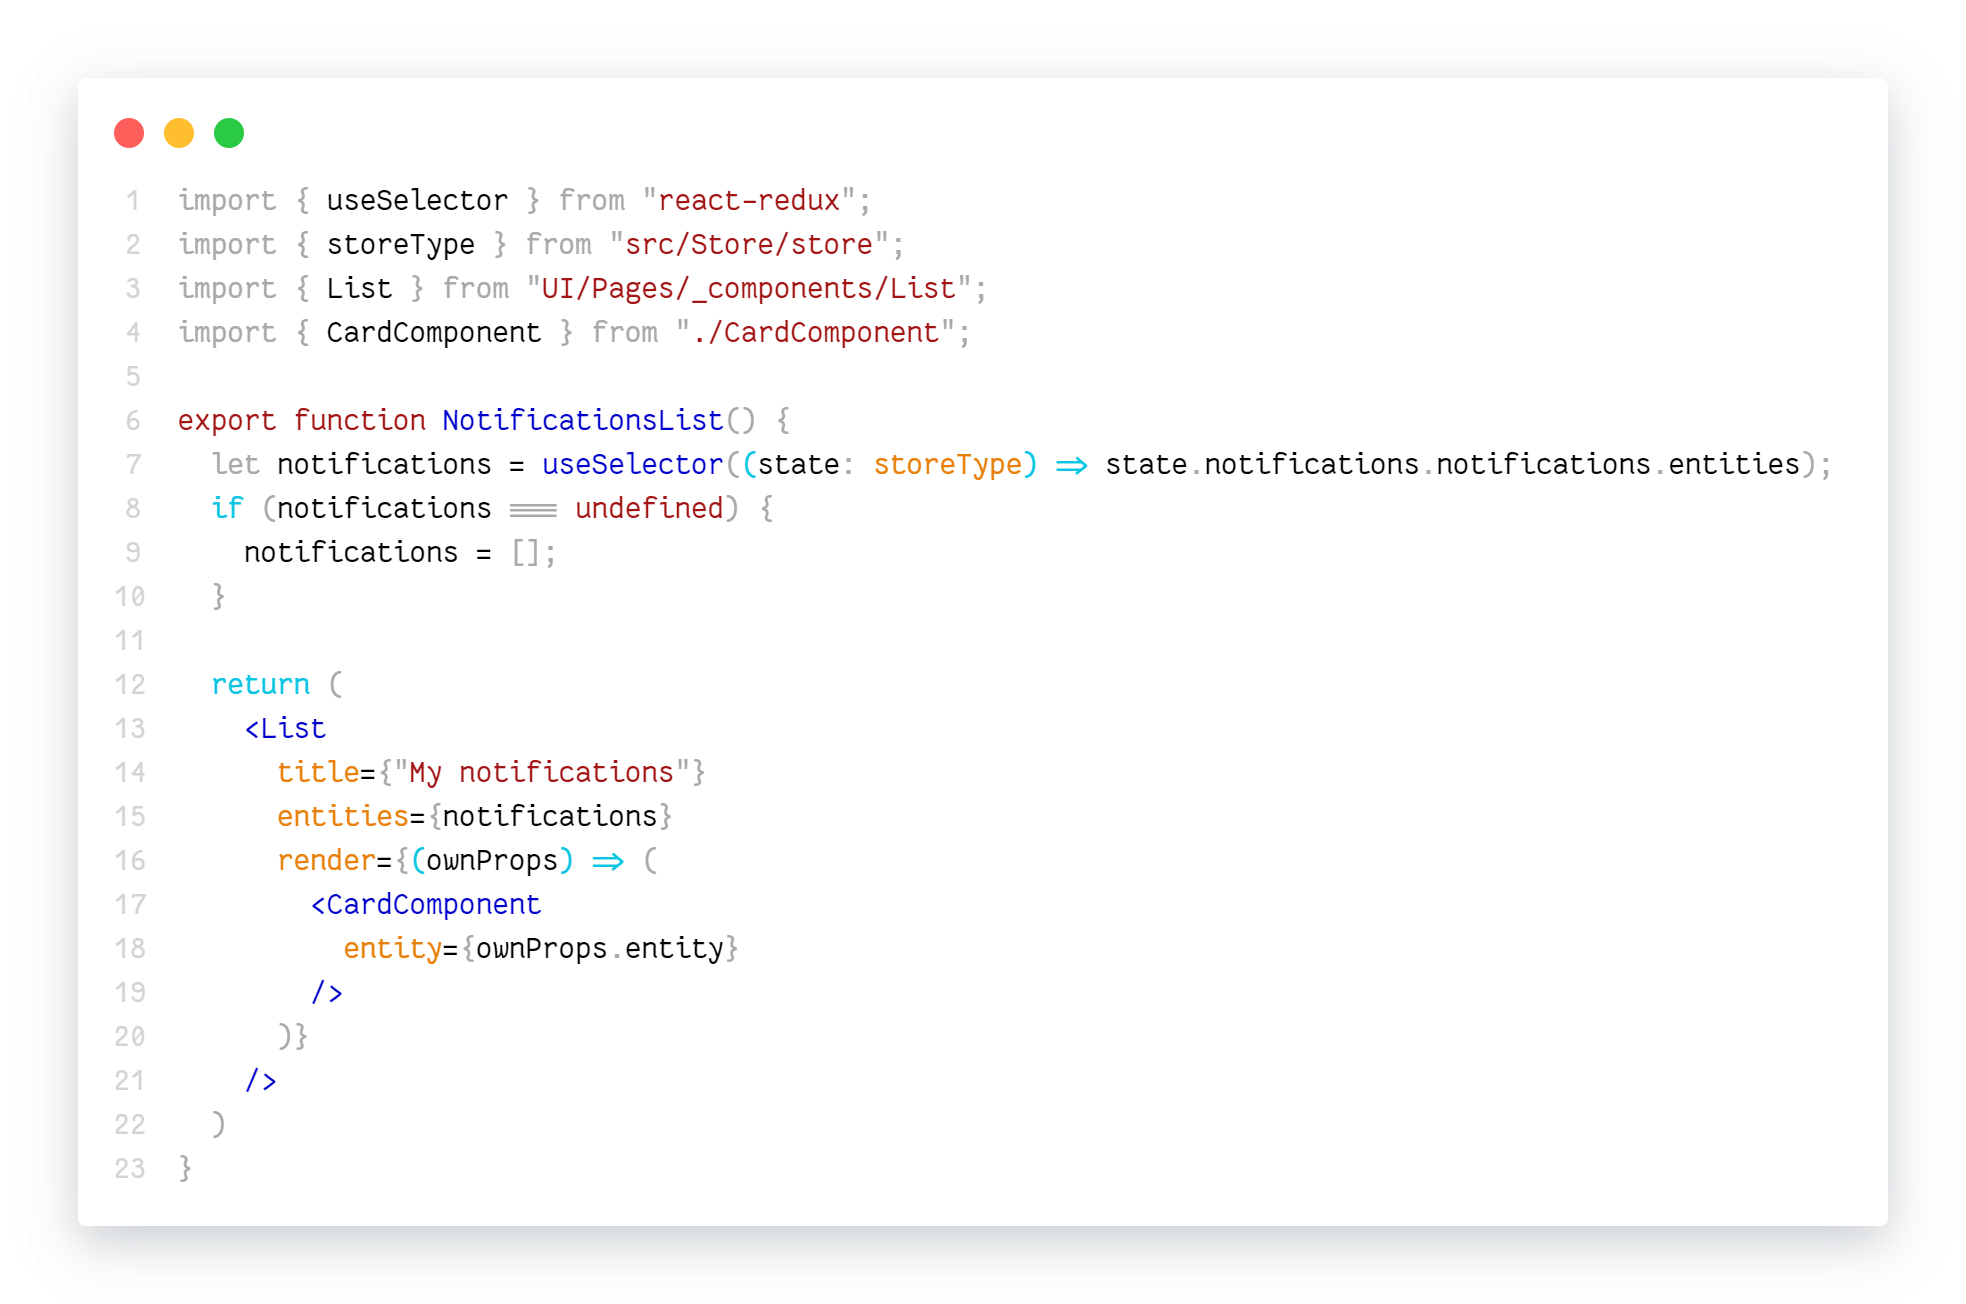 1 import { useSelector } from "react-redux";
2 import { storeType } from "src/Store/store";
3 import { List } from "UI/Pages/_components/List";
4 import { CardComponent } from "./CardComponent";
5
6 export function NotificationsList() {
7   let notifications = useSelector((state: storeType) => state.notifications.notifications.entities);
8   if (notifications === undefined) {
9     notifications = [];
10   }
11
12   return (
13     <List
14       title={"My notifications"}
15       entities={notifications}
16       render={(ownProps) => (
17         <CardComponent
18           entity={ownProps.entity}
19         />
20       )}
21     />
22   )
23 }